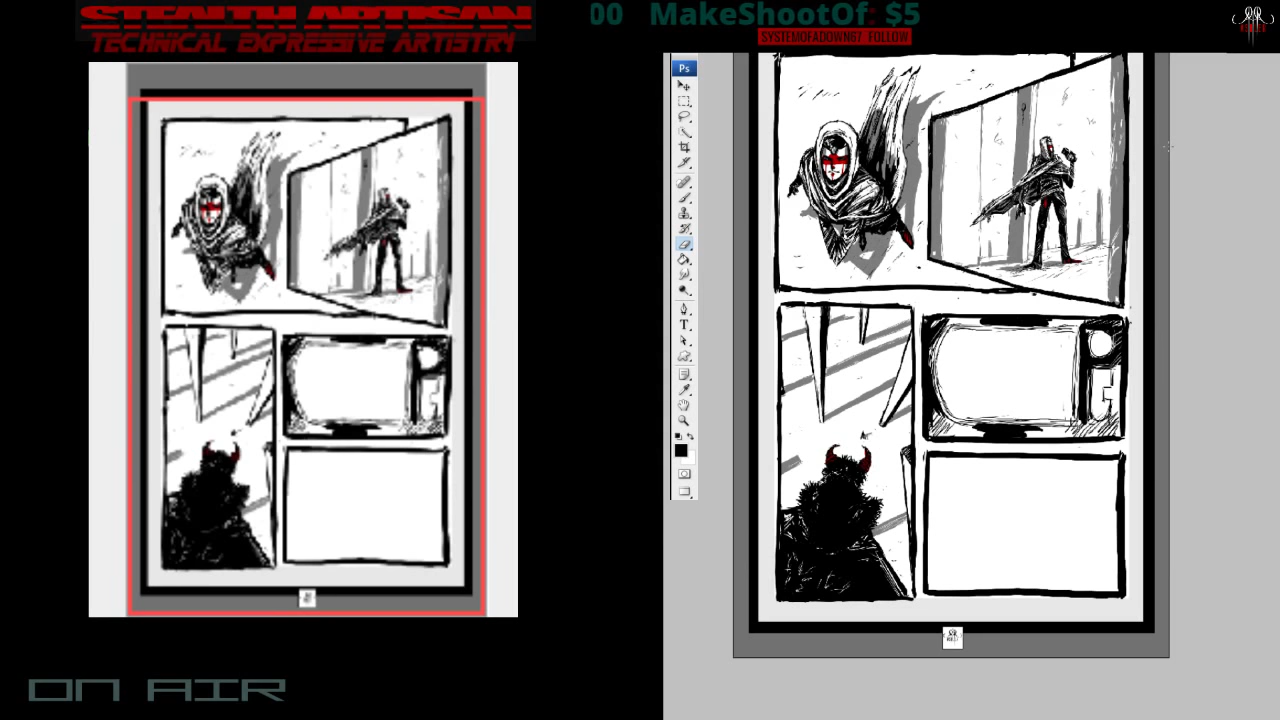 STEALTH ARTISAN
TECHNICAL EXPRESSIVE ARTISTRY
00 MakeShootOf: $5
SYSTEMOFADOWN67 FOLLOW
Ps
T
ON AIR